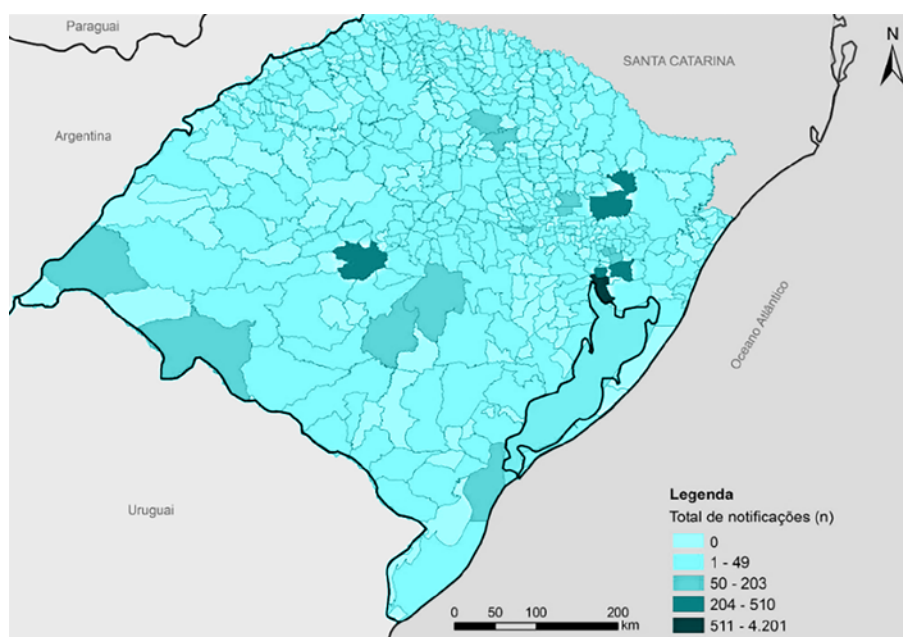 Paraguai
N
SANTA CATARINA
Argentina
Oceano Atlântico
Uruguai
Legenda
Total de notificações (n)
0
1 - 49
50 - 203
204 - 510
511 - 4.201
0 50 100 200
km